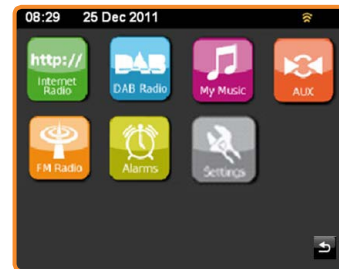 08:29 25 Dec 2011
http://
Internet
Radio
DAB
DAB Radio
My Music
AUX
FM Radio
Alarms
Settings